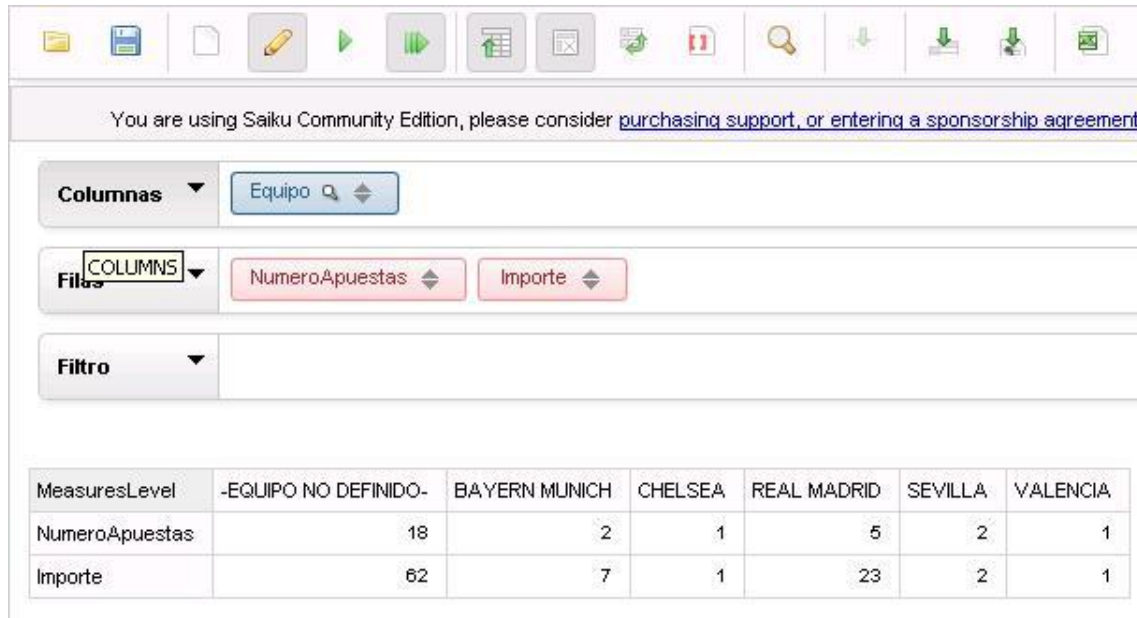 You are using Saiku Community Edition, please consider purchasing support, or entering a sponsorship agreement
Columnas Equipo
COLUMNS
Filas NumeroApuestas Importe
Filtro
MeasuresLevel -EQUIPO NO DEFINIDO- BAYERN MUNICH CHELSEA REAL MADRID SEVILLA VALENCIA
NumeroApuestas 18 2 1 5 2 1
Importe 62 7 1 23 2 1